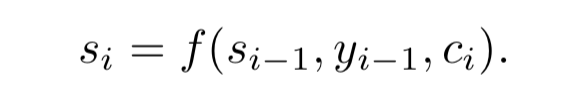 s_i = f(s_{i−1}, y_{i−1}, c_i).